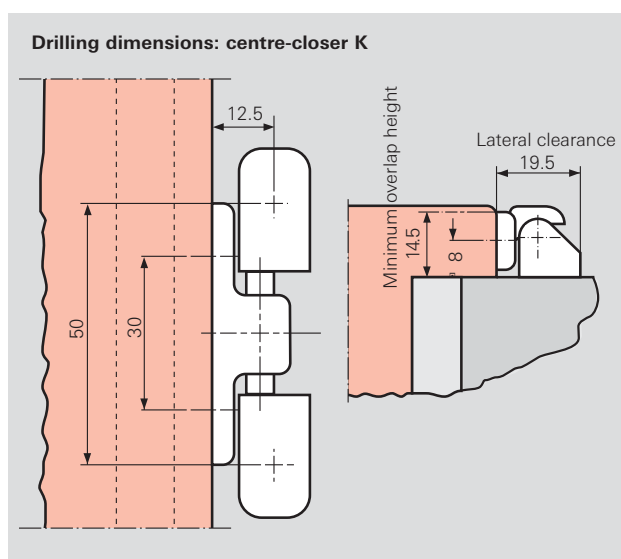 Drilling dimensions: centre-closer K
12.5
50
30
Minimum overlap height
Lateral clearance
19.5
14.5
8